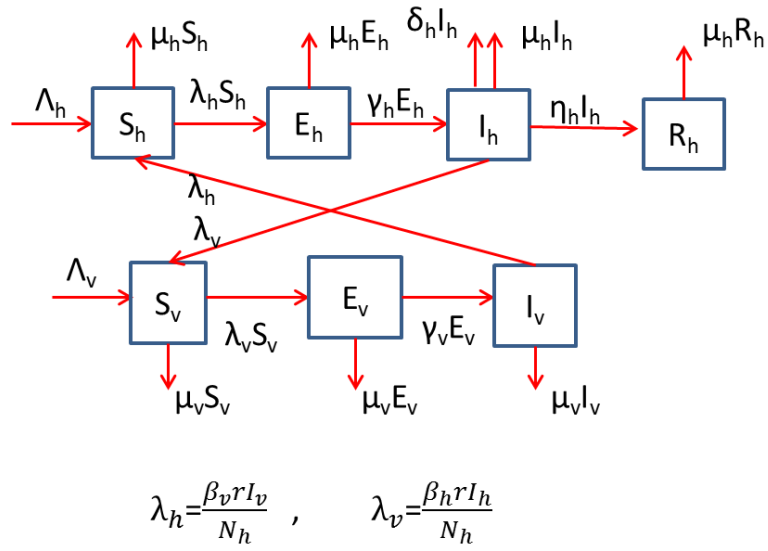 μₕSₕ μₕEₕ δₕIₕ μₕIₕ μₕRₕ
Λₕ λₕSₕ γₕEₕ ηₕIₕ
Sₕ Eₕ Iₕ Rₕ
λₕ
λᵥ
Λᵥ
Sᵥ Eᵥ Iᵥ
λᵥSᵥ γᵥEᵥ
μᵥSᵥ μᵥEᵥ μᵥIᵥ
λₕ=βᵥrIᵥ/Nₕ , λᵥ=βₕrIₕ/Nₕ